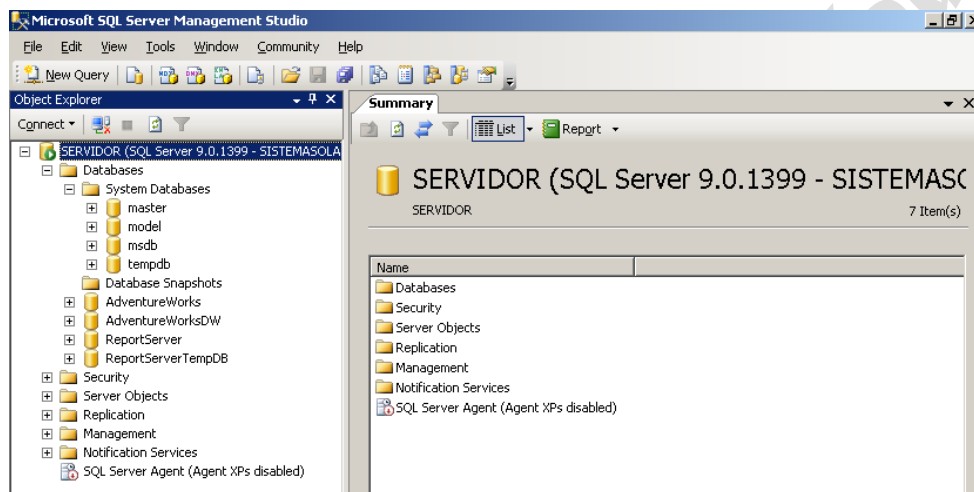 Microsoft SQL Server Management Studio
File Edit View Tools Window Community Help
New Query
Object Explorer
Connect
SERVIDOR (SQL Server 9.0.1399 - SISTEMASOLA
Databases
System Databases
master
model
msdb
tempdb
Database Snapshots
AdventureWorks
AdventureWorksDW
ReportServer
ReportServerTempDB
Security
Server Objects
Replication
Management
Notification Services
SQL Server Agent (Agent XPs disabled)
Summary
List Report
SERVIDOR (SQL Server 9.0.1399 - SISTEMASO
SERVIDOR 7 Item(s)
Name
Databases
Security
Server Objects
Replication
Management
Notification Services
SQL Server Agent (Agent XPs disabled)